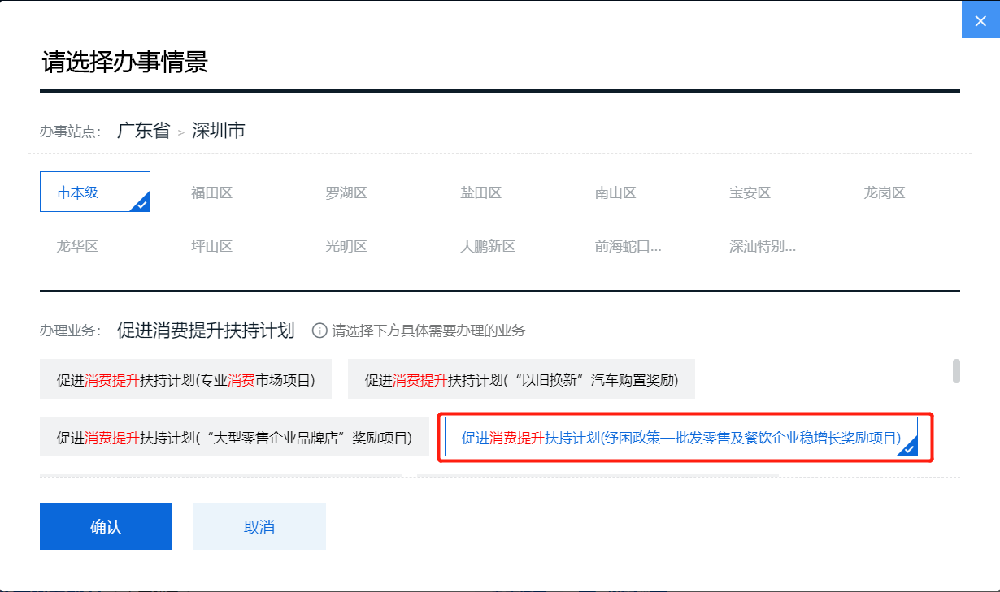 请选择办事情景
办事站点： 广东省 > 深圳市
市本级 福田区 罗湖区 盐田区 南山区 宝安区 龙岗区
龙华区 坪山区 光明区 大鹏新区 前海蛇口... 深汕特别...
办理业务： 促进消费提升扶持计划 请选择下方具体需要办理的业务
促进消费提升扶持计划(专业消费市场项目) 促进消费提升扶持计划(“以旧换新”汽车购置奖励)
促进消费提升扶持计划(“大型零售企业品牌店”奖励项目) 促进消费提升扶持计划(纾困政策—批发零售及餐饮企业稳增长奖励项目)
确认 取消